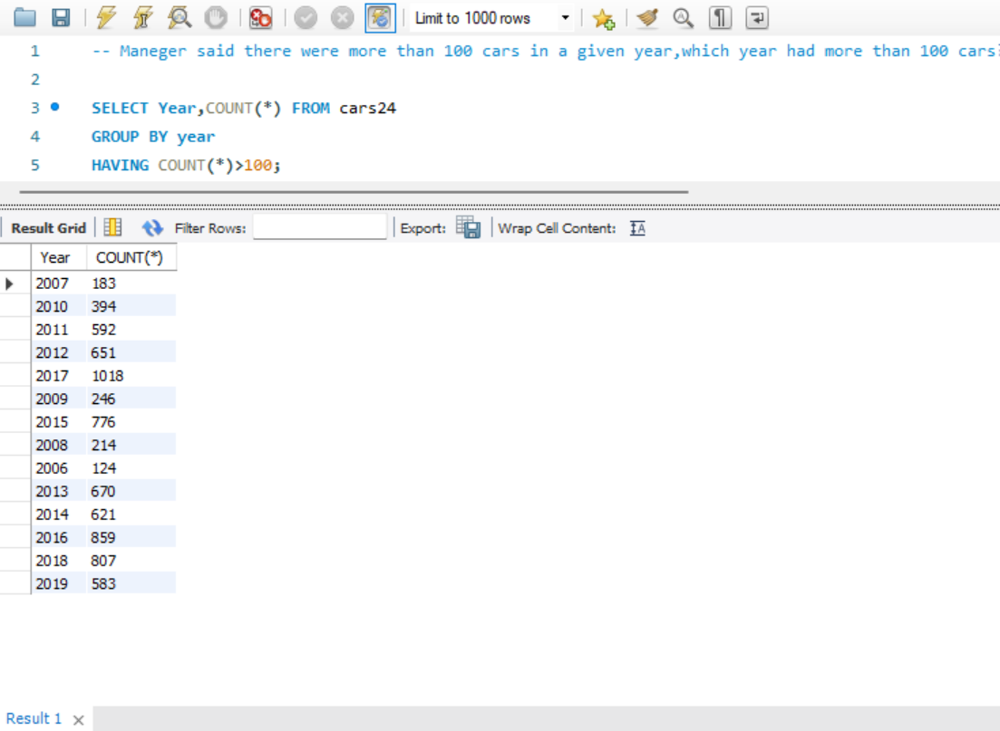 Limit to 1000 rows
1 -- Maneger said there were more than 100 cars in a given year,which year had more than 100 cars
2
3 SELECT Year,COUNT(*) FROM cars24
4 GROUP BY year
5 HAVING COUNT(*)>100;
Result Grid Filter Rows: Export: Wrap Cell Content:
Year COUNT(*)
2007 183
2010 394
2011 592
2012 651
2017 1018
2009 246
2015 776
2008 214
2006 124
2013 670
2014 621
2016 859
2018 807
2019 583
Result 1